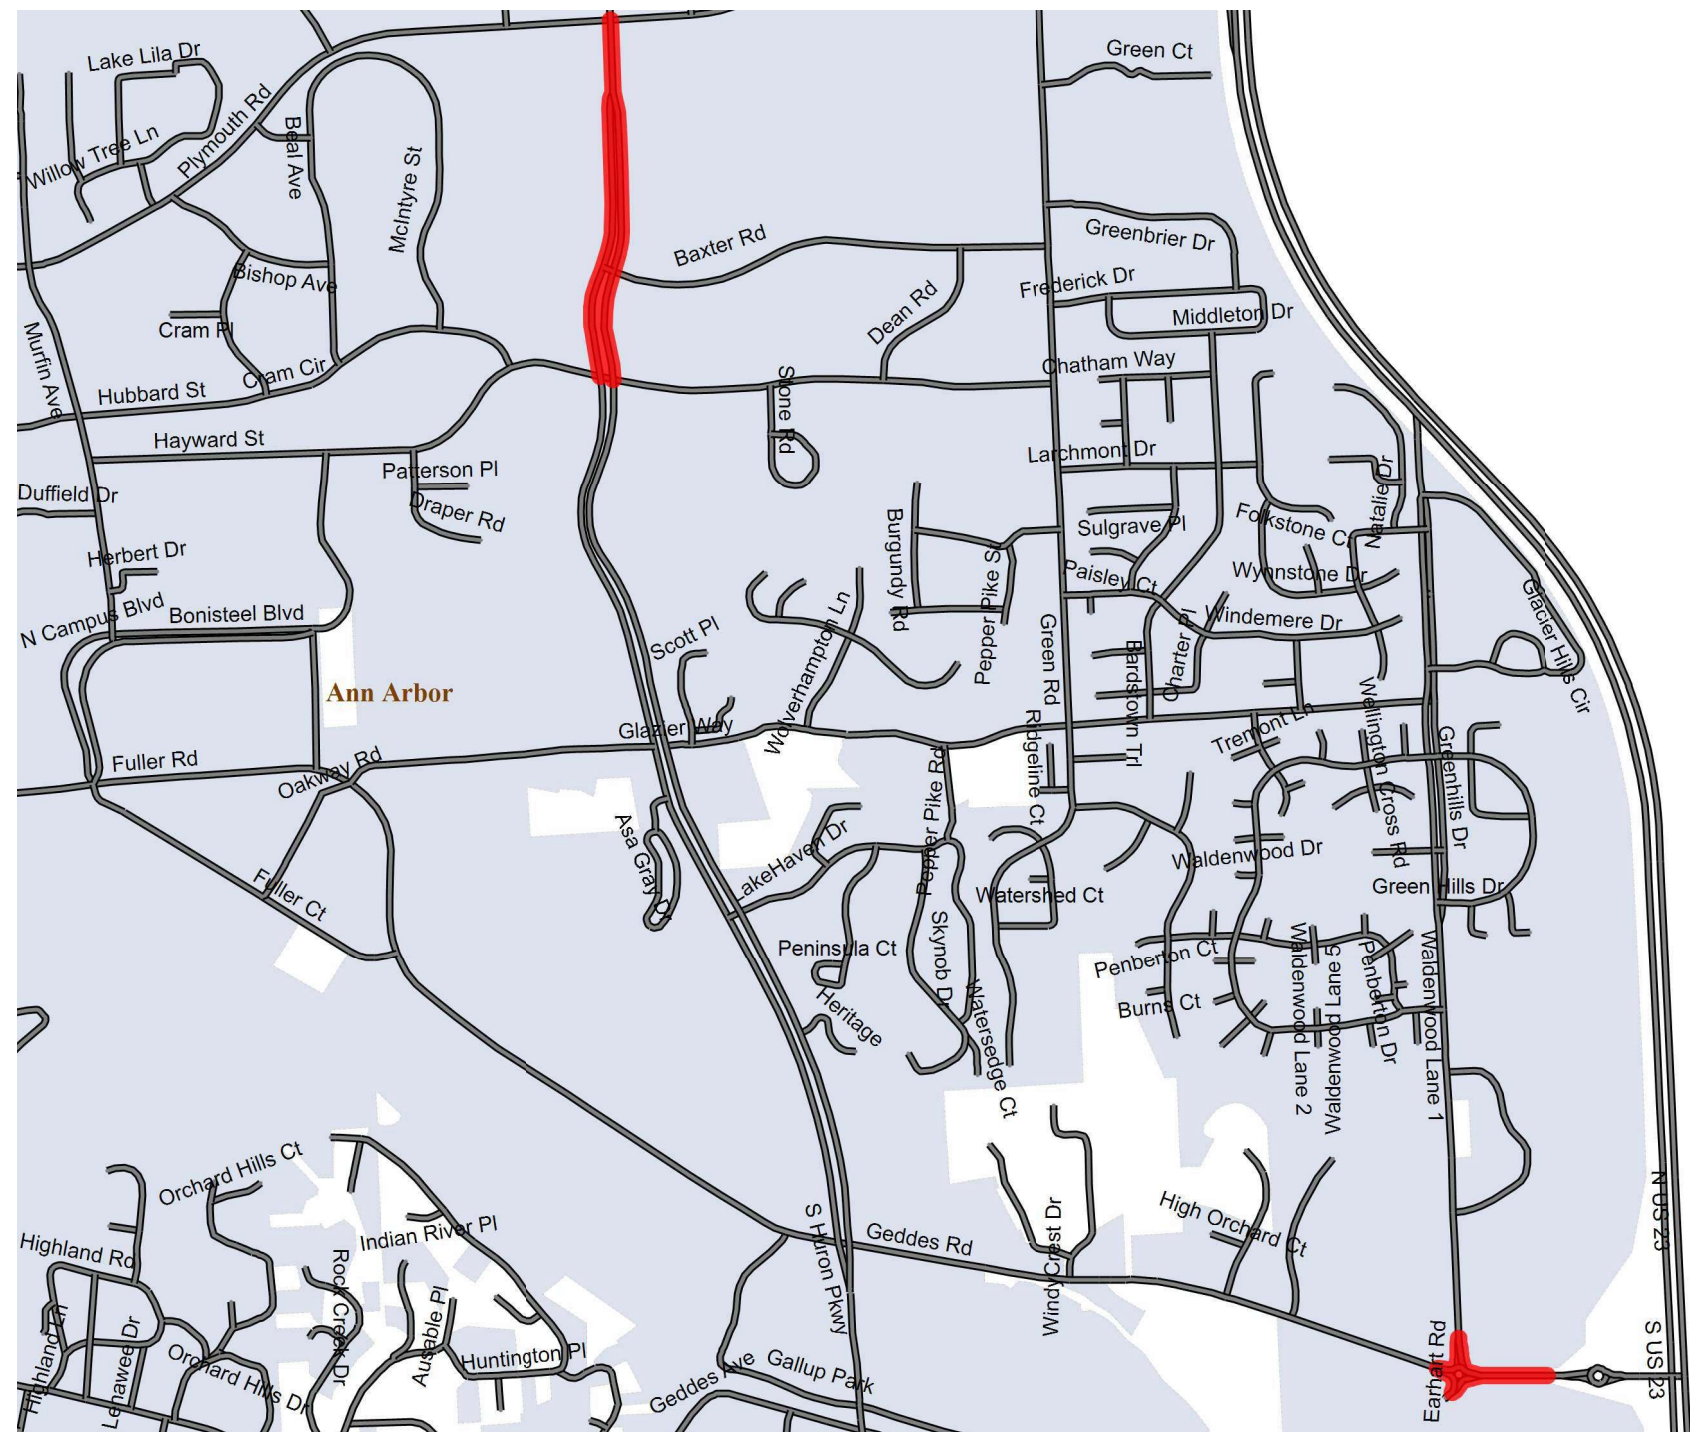 Lake Lila Dr
Green Ct
Willow Tree Ln
Plymouth Rd
Beal Ave
McIntyre St
Baxter Rd
Greenbrier Dr
Bishop Ave
Frederick Dr
Cram Pl
Dean Rd
Middleton Dr
Murfin Ave
Chatham Way
Cram Cir
Hubbard St
Stone Rd
Hayward St
Larchmont Dr
Patterson Pl
Duffield Dr
Draper Rd
Natalie Dr
Burgundy Rd
Sulgrave Pl
Folkstone Ct
Herbert Dr
Pepper Pike St
Paisley Ct
Wynnstone Dr
N Campus Blvd
Bonisteel Blvd
Windemere Dr
Glacier Hills Cir
Scott Pl
Wolverhampton Ln
Green Rd
Bardstown Trl
Charter Pl
Ann Arbor
Glazier Way
Ridgeline Ct
Tremont Ln
Wellington Cross Rd
Greenhills Dr
Fuller Rd
Oakway Rd
Pepper Pike Rd
Asa Gray Dr
LakeHaven Dr
Waldenwood Dr
Fuller Ct
Watershed Ct
Green Hills Dr
Peninsula Ct
Skynob Dr
Penberton Ct
Waldenwood Lane 2
Waldenwood Lane 5
Penberton Dr
Waldenwood Lane 1
Heritage
Watersedge Ct
Burns Ct
Orchard Hills Ct
N US 23
Indian River Pl
S Huron Pkwy
Geddes Rd
WindyCrest Dr
High Orchard Ct
Highland Rd
Rock Creek Dr
Ausable Pl
Highland Ln
Lenawee Dr
Orchard Hills Dr
Huntington Pl
Geddes Ave
Gallup Park
Earhart Rd
S US 23